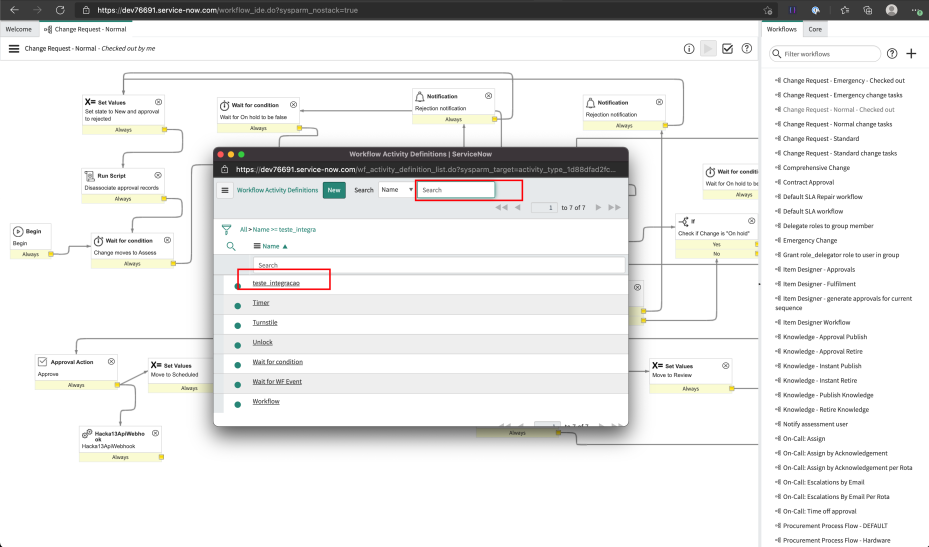 https://dev76691.service-now.com/workflow_ide.do?sysparm_nostack=true
Welcome
Change Request - Normal
Change Request - Normal - Checked out by me
Begin
Begin
Always
Set Values
Set state to New and approval
to rejected
Always
Run Script
Disassociate approval records
Always
Wait for condition
Change moves to Assess
Always
Wait for condition
Wait for On hold to be false
Always
Notification
Rejection notification
Always
Notification
Rejection notification
Always
Wait for
Wait for On hold to be
Always
If
Check if Change is "On hold"
Yes
No
Approval Action
Approve
Always
Set Values
Move to Scheduled
Always
Hacka13ApiWebho
ok
Hacka13ApiWebhook
Always
Set Values
Move to Review
Always
Always
Workflow Activity Definitions | ServiceNow
https://dev76691.service-now.com/wf_activity_definition_list.do?sysparm_target=activity_type_1d88dfad2fc...
Workflow Activity Definitions
New
Search
Name
Search
1
to 7 of 7
All > Name >= teste_integra
Name
Search
teste_integracao
Timer
Turnstile
Unlock
Wait for condition
Wait for WF Event
Workflow
1
to 7 of 7
Workflows
Core
Filter workflows
Change Request - Emergency - Checked out
Change Request - Emergency change tasks
Change Request - Normal - Checked out
Change Request - Normal change tasks
Change Request - Standard
Change Request - Standard change tasks
Comprehensive Change
Contract Approval
Default SLA Repair workflow
Default SLA workflow
Delegate roles to group member
Emergency Change
Grant role_delegator role to user in group
Item Designer - Approvals
Item Designer - Fulfilment
Item Designer - generate approvals for current
sequence
Item Designer Workflow
Knowledge - Approval Publish
Knowledge - Approval Retire
Knowledge - Instant Publish
Knowledge - Instant Retire
Knowledge - Publish Knowledge
Knowledge - Retire Knowledge
Notify assessment user
On-Call: Assign
On-Call: Assign by Acknowledgement
On-Call: Assign by Acknowledgement per Rota
On-Call: Escalations by Email
On-Call: Escalations By Email Per Rota
On-Call: Time off approval
Procurement Process Flow - DEFAULT
Procurement Process Flow - Hardware